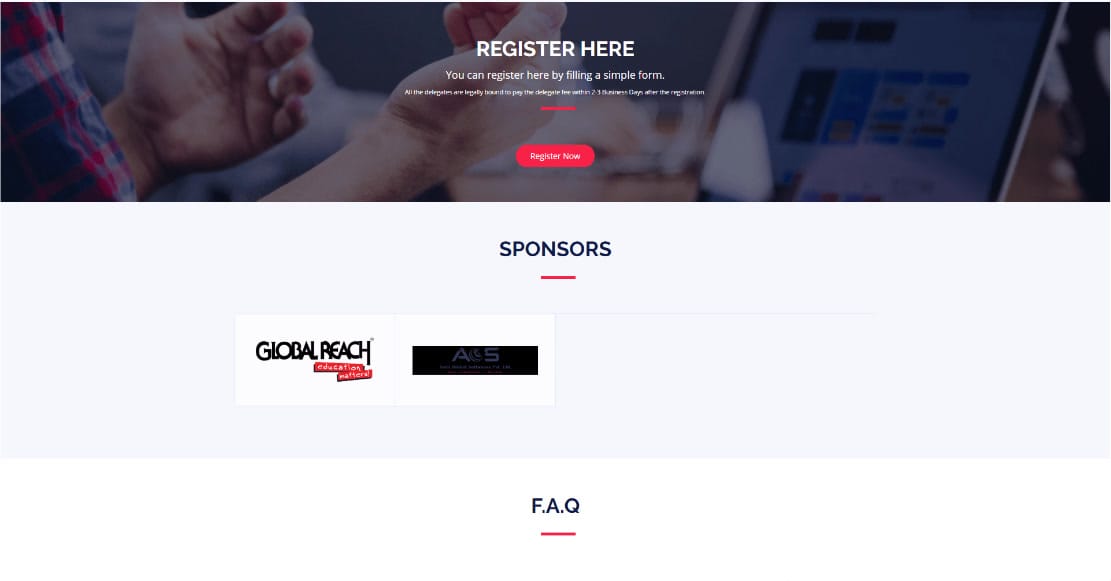 REGISTER HERE
You can register here by filling a simple form.
All the delegates are legally bound to pay the delegate fee within 2-3 Business Days after the registration.
Register Now
SPONSORS
GLOBAL REACH
education
matters!
AGS
F.A.Q